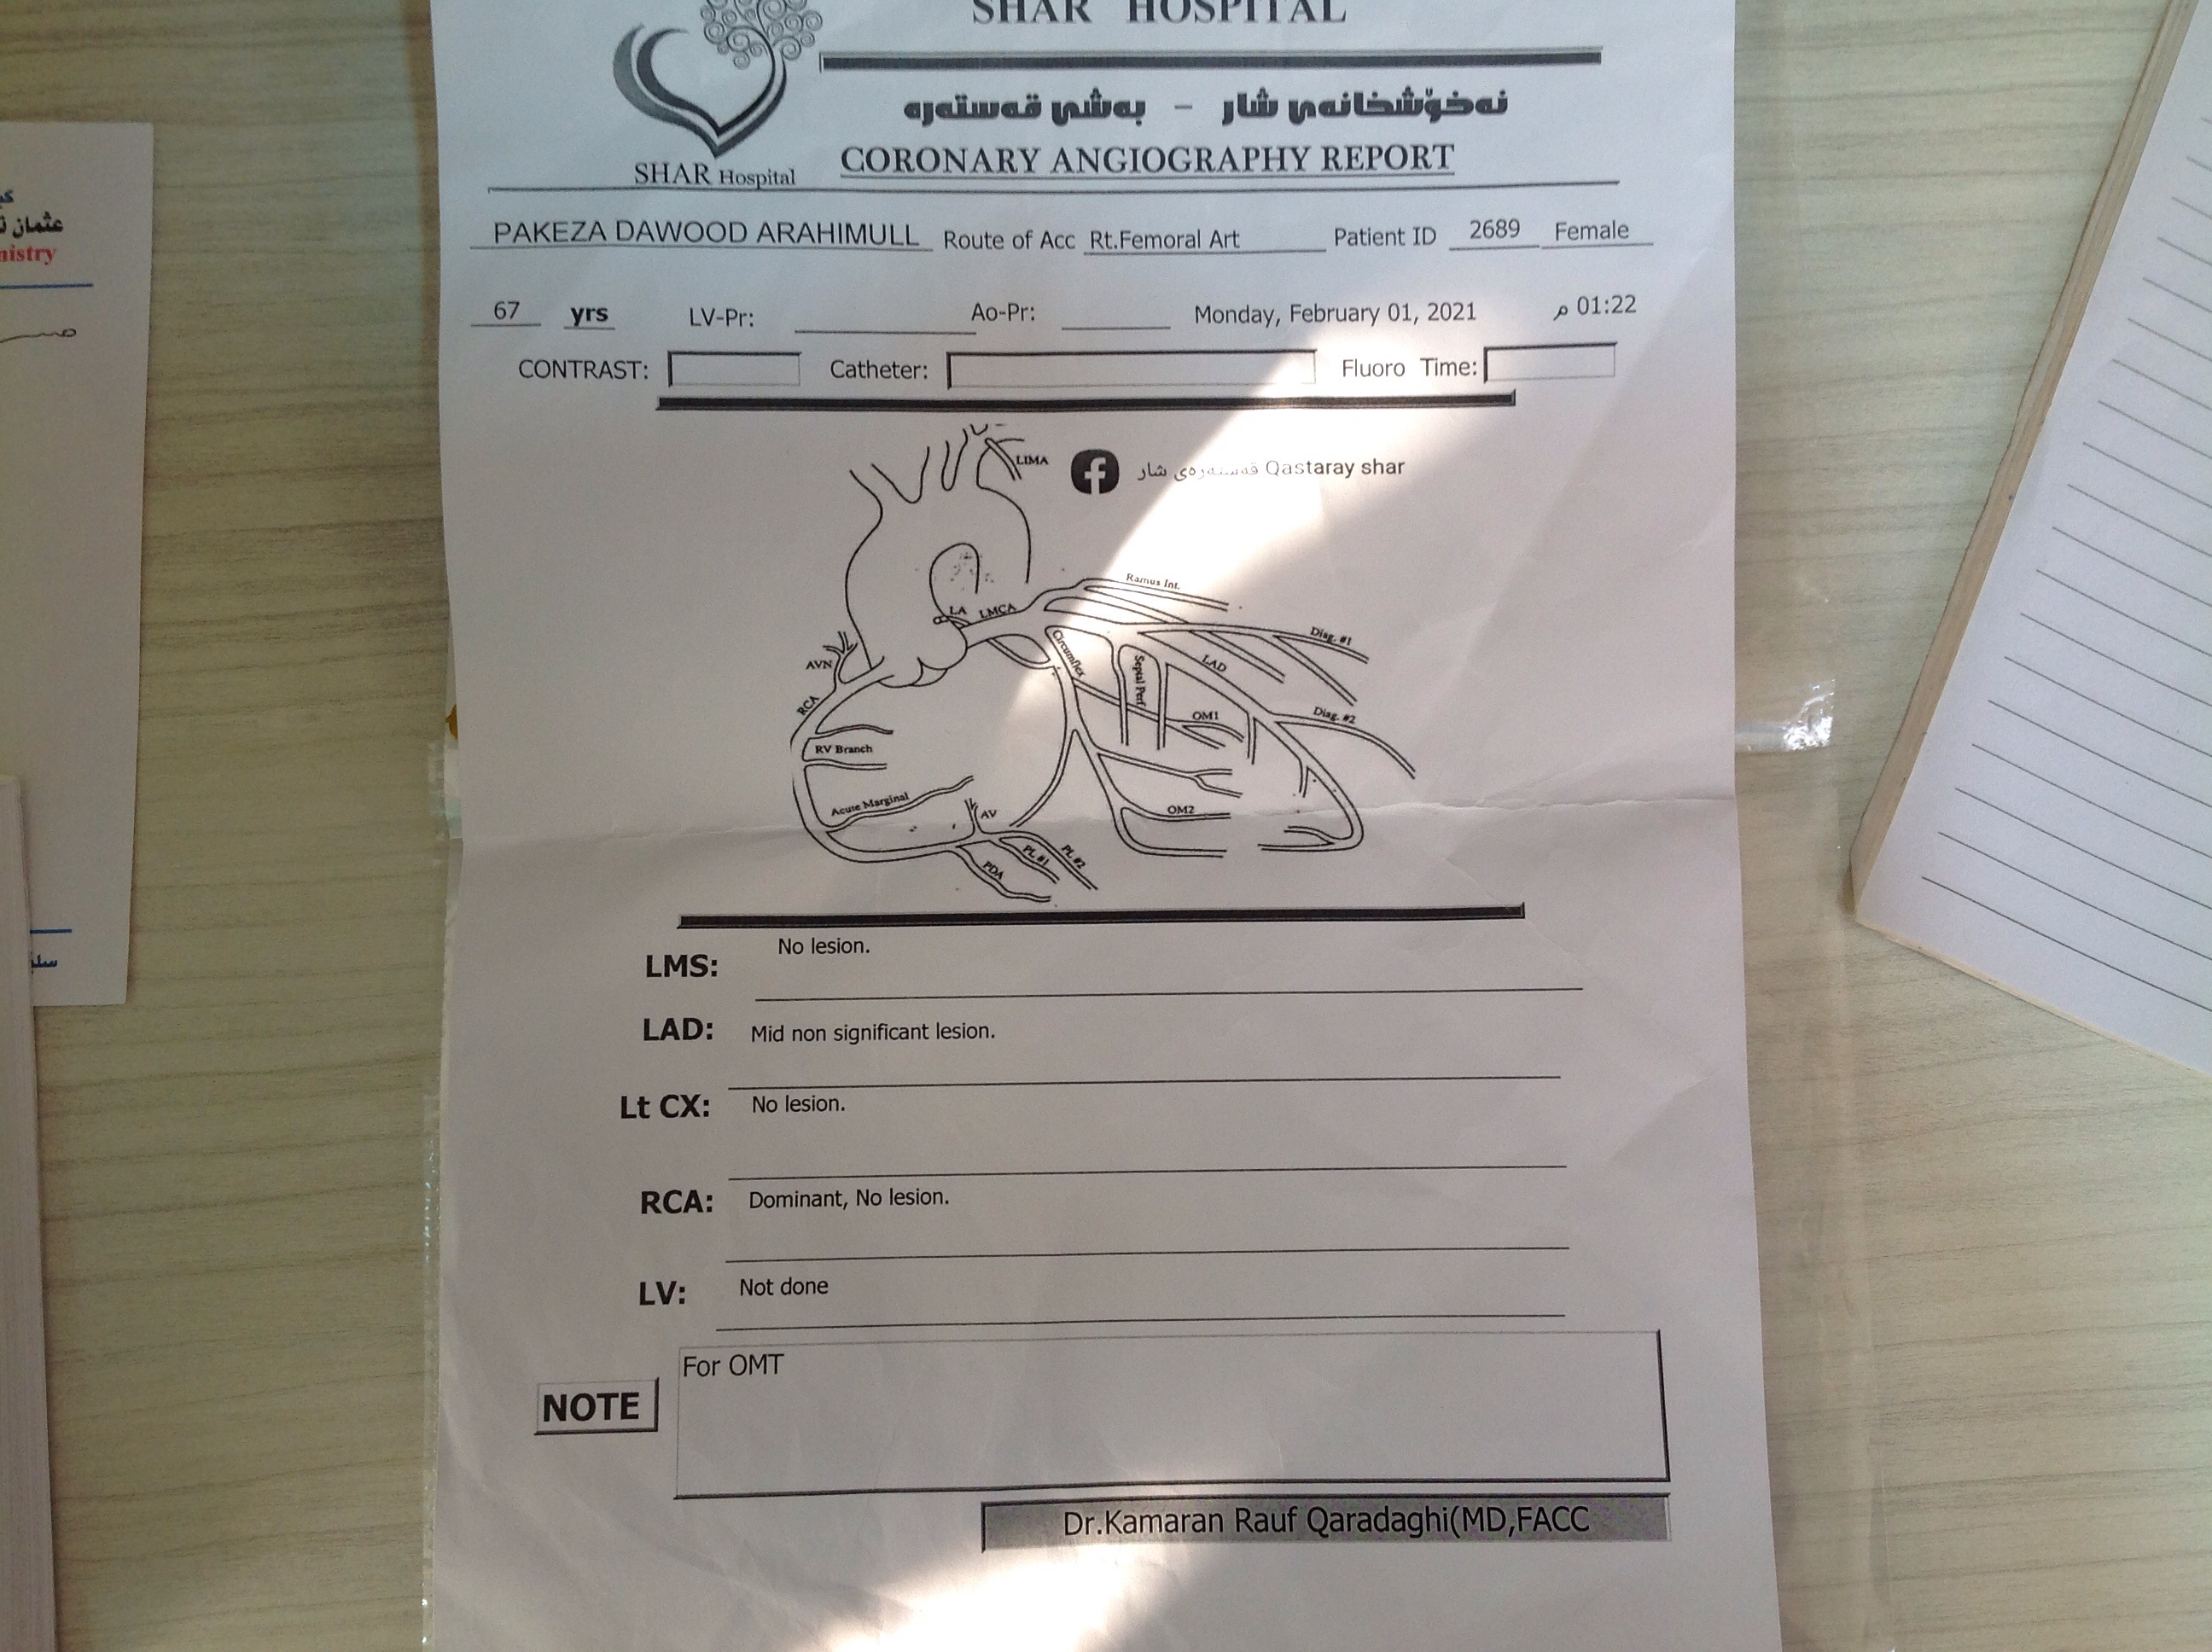 SHAR HOSPITAL
نەخۆشخانەی شار - بەشی قەستەرە
SHAR Hospital
CORONARY ANGIOGRAPHY REPORT
PAKEZA DAWOOD ARAHIMULL Route of Acc Rt.Femoral Art Patient ID 2689 Female
67 yrs LV-Pr: Ao-Pr: Monday, February 01, 2021 01:22 م
CONTRAST: Catheter: Fluoro Time:
LIMA
قەستەرەی شار Qastaray shar
Ramus Int.
LA LMCA
Diag. #1
Circumflex
AVN
Septal Perf.
LAD
RCA
OM1
Diag. #2
RV Branch
Acute Marginal
AV
OM2
PL #1
PL #2
PDA
LMS: No lesion.
LAD: Mid non significant lesion.
Lt CX: No lesion.
RCA: Dominant, No lesion.
LV: Not done
NOTE For OMT
Dr.Kamaran Rauf Qaradaghi(MD,FACC
عثمان
mistry